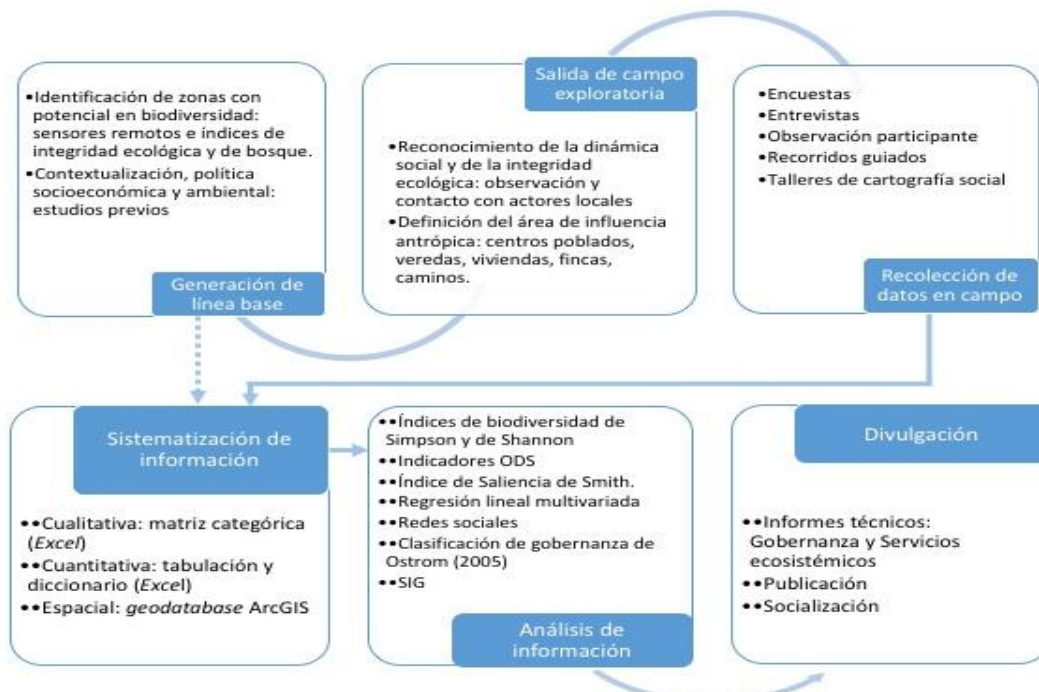 •Identificación de zonas con
potencial en biodiversidad:
sensores remotos e índices de
integridad ecológica y de bosque.
•Contextualización, política
socioeconómica y ambiental:
estudios previos
Generación de
línea base
Salida de campo
exploratoria
•Reconocimiento de la dinámica
social y de la integridad
ecológica: observación y
contacto con actores locales
•Definición del área de influencia
antrópica: centros poblados,
veredas, viviendas, fincas,
caminos.
•Encuestas
•Entrevistas
•Observación participante
•Recorridos guiados
•Talleres de cartografía social
Recolección de
datos en campo
Sistematización de
información
••Cualitativa: matriz categórica
(Excel)
••Cuantitativa: tabulación y
diccionario (Excel)
••Espacial: geodatabase ArcGIS
••Índices de biodiversidad de
Simpson y de Shannon
••Indicadores ODS
••Índice de Saliencia de Smith.
••Regresión lineal multivariada
••Redes sociales
••Clasificación de gobernanza de
Ostrom (2005)
••SIG
Análisis de
información
Divulgación
••Informes técnicos:
Gobernanza y Servicios
ecosistémicos
••Publicación
••Socialización